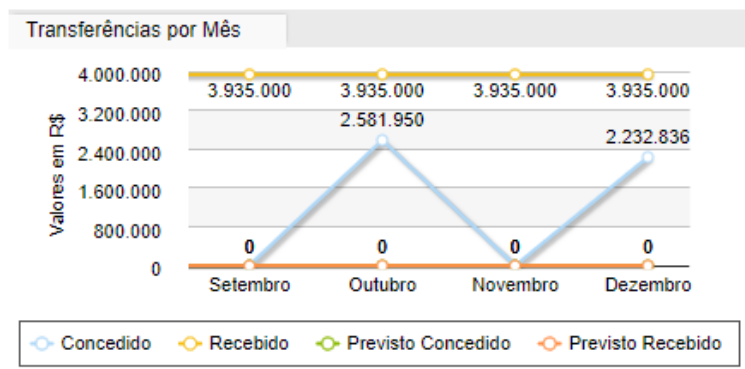 Transferências por Mês
Valores em R$
4.000.000
3.935.000 3.935.000 3.935.000 3.935.000
3.200.000
2.581.950
2.232.836
2.400.000
1.600.000
800.000
0 0 0 0
0
Setembro Outubro Novembro Dezembro
Concedido Recebido Previsto Concedido Previsto Recebido